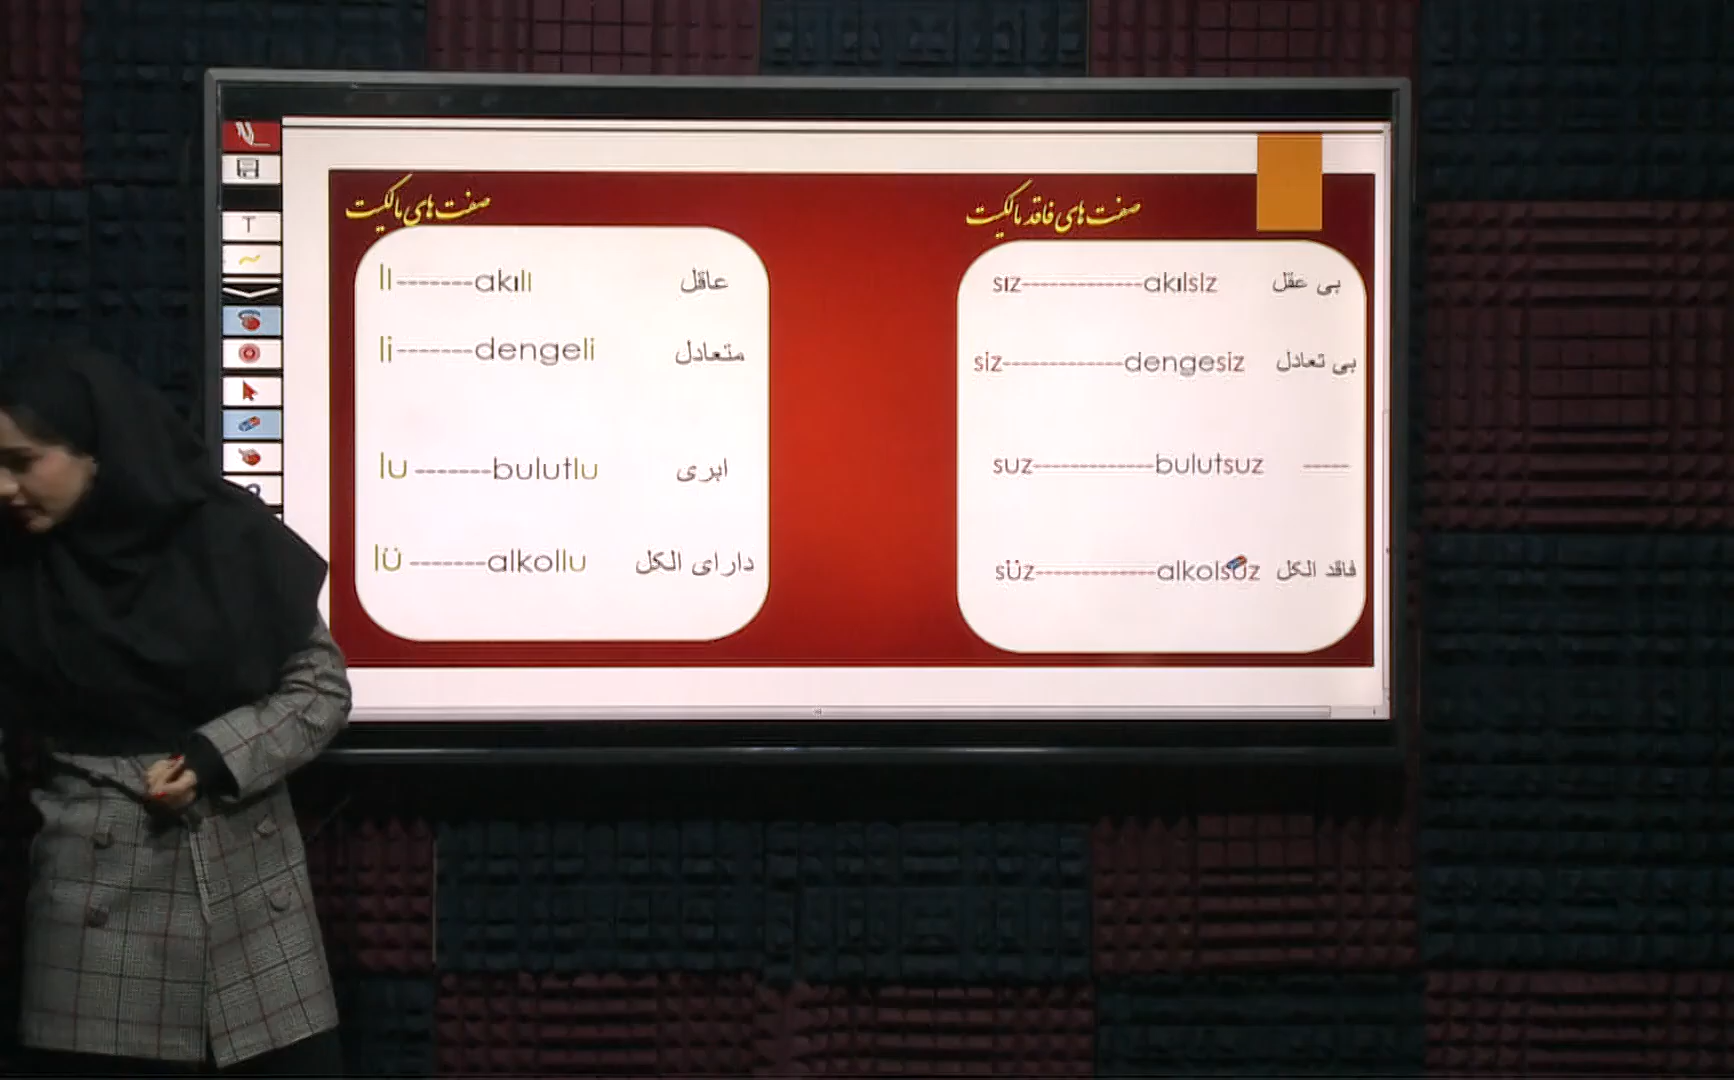 صفت های مالکیت
lı-------akıllı عاقل
li-------dengeli متعادل
lu-------bulutlu ابری
lü-------alkollu دارای الکل
صفت های فاقد مالکیت
sız-------------akılsız بی عقل
siz-------------dengesiz بی تعادل
suz-------------bulutsuz -----
süz-------------alkolsüz فاقد الکل
T